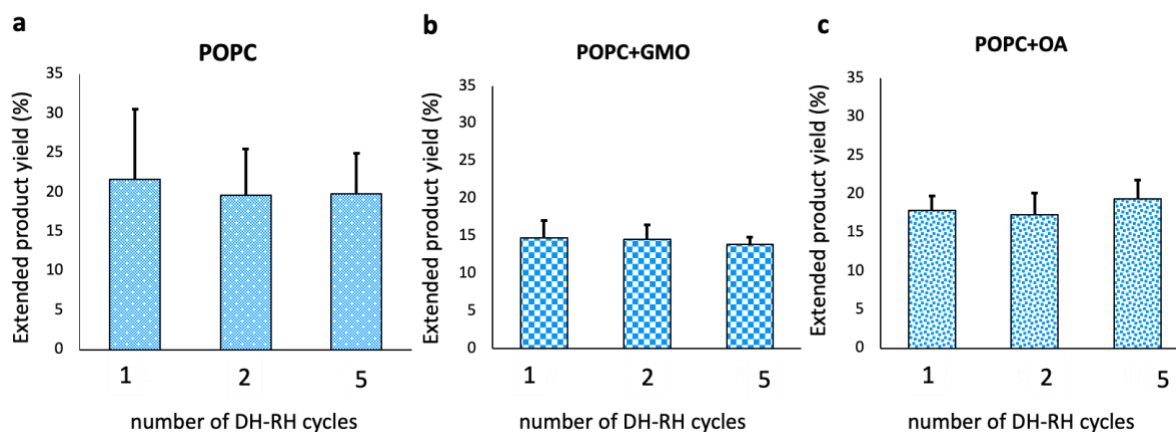 a
POPC
Extended product yield (%)
35
30
25
20
15
10
5
0
1 2 5
number of DH-RH cycles
b
POPC+GMO
Extended product yield (%)
35
30
25
20
15
10
5
0
1 2 5
number of DH-RH cycles
c
POPC+OA
Extended product yield (%)
35
30
25
20
15
10
5
0
1 2 5
number of DH-RH cycles